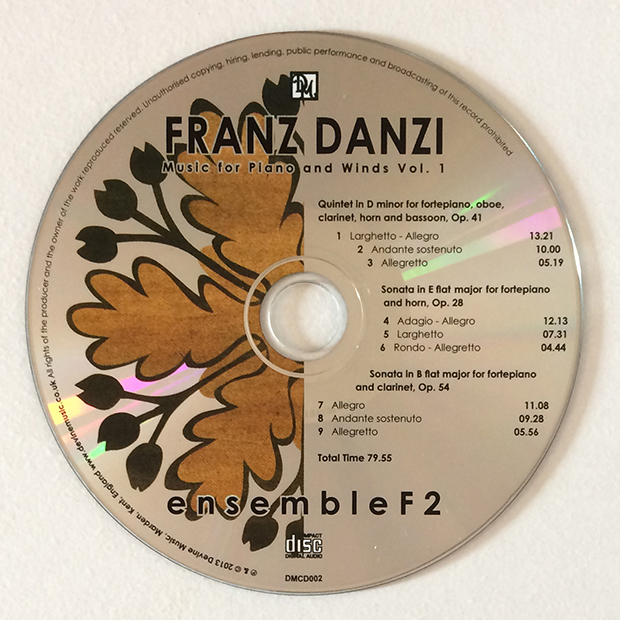 All rights of the producer and the owner of the work reproduced reserved. Unauthorised copying, hiring, lending, public performance and broadcasting of this record prohibited
DM
FRANZ DANZI
Music for Piano and Winds Vol. 1
Quintet in D minor for fortepiano, oboe,
clarinet, horn and bassoon, Op. 41
1 Larghetto - Allegro 13.21
2 Andante sostenuto 10.00
3 Allegretto 05.19
Sonata in E flat major for fortepiano
and horn, Op. 28
4 Adagio - Allegro 12.13
5 Larghetto 07.31
6 Rondo - Allegretto 04.44
Sonata in B flat major for fortepiano
and clarinet, Op. 54
7 Allegro 11.08
8 Andante sostenuto 09.28
9 Allegretto 05.56
Total Time 79.55
ensembleF2
COMPACT
disc
DIGITAL AUDIO
DMCD002
℗ & © 2013 Devine Music, Marden, Kent, England www.devinemusic.co.uk